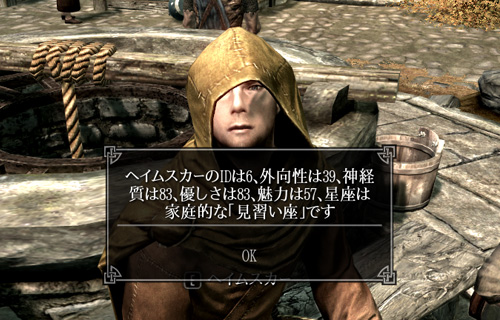 ヘイムスカーのIDは6、外向性は39、神経
質は83、優しさは83、魅力は57、星座は
家庭的な「見習い座」です
OK
E ヘイムスカー